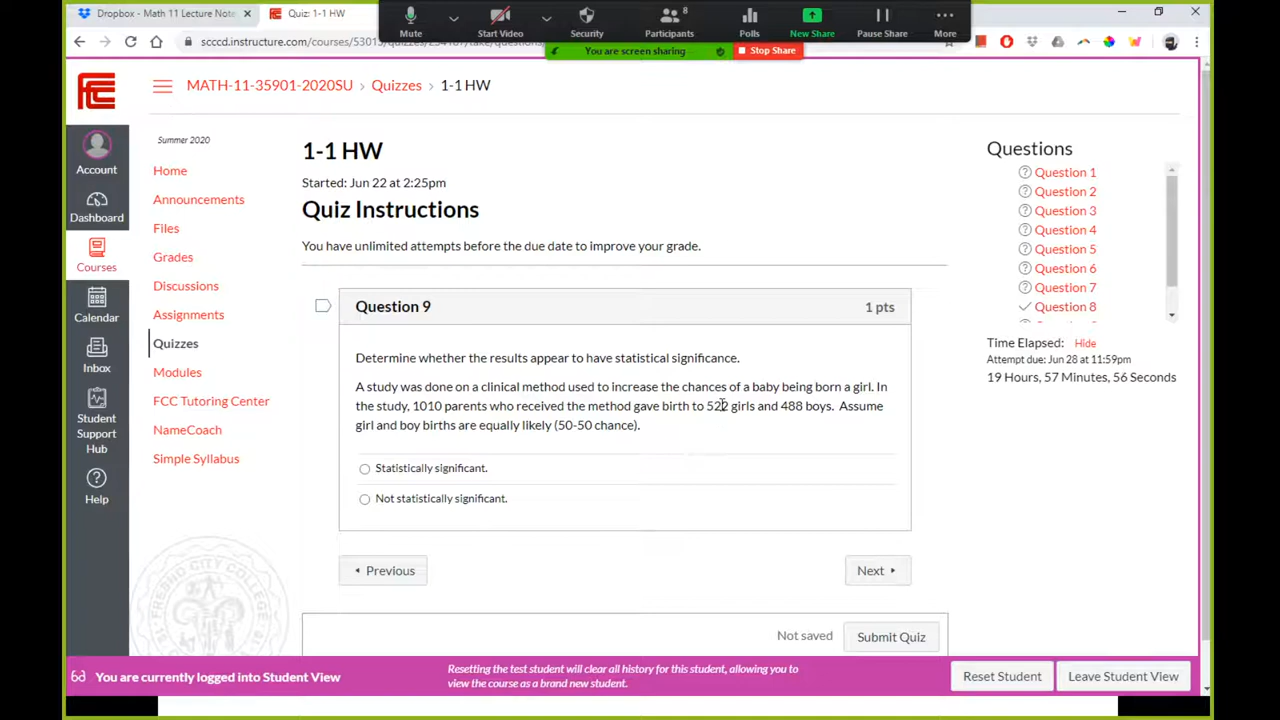 Dropbox - Math 11 Lecture Note
Quiz: 1-1 HW
Mute
Start Video
Security
8
Participants
Polls
New Share
Pause Share
More
You are screen sharing
Stop Share
scccd.instructure.com/courses/5301
FCC
MATH-11-35901-2020SU > Quizzes > 1-1 HW
Account
Dashboard
Courses
Calendar
Inbox
Student
Support
Hub
Help
Summer 2020
Home
Announcements
Files
Grades
Discussions
Assignments
Quizzes
Modules
FCC Tutoring Center
NameCoach
Simple Syllabus
1-1 HW
Started: Jun 22 at 2:25pm
Quiz Instructions
You have unlimited attempts before the due date to improve your grade.
Question 9
1 pts
Determine whether the results appear to have statistical significance.
A study was done on a clinical method used to increase the chances of a baby being born a girl. In
the study, 1010 parents who received the method gave birth to 522 girls and 488 boys. Assume
girl and boy births are equally likely (50-50 chance).
Statistically significant.
Not statistically significant.
Previous
Next
Not saved
Submit Quiz
Questions
Question 1
Question 2
Question 3
Question 4
Question 5
Question 6
Question 7
Question 8
Time Elapsed: Hide
Attempt due: Jun 28 at 11:59pm
19 Hours, 57 Minutes, 56 Seconds
You are currently logged into Student View
Resetting the test student will clear all history for this student, allowing you to
view the course as a brand new student.
Reset Student
Leave Student View